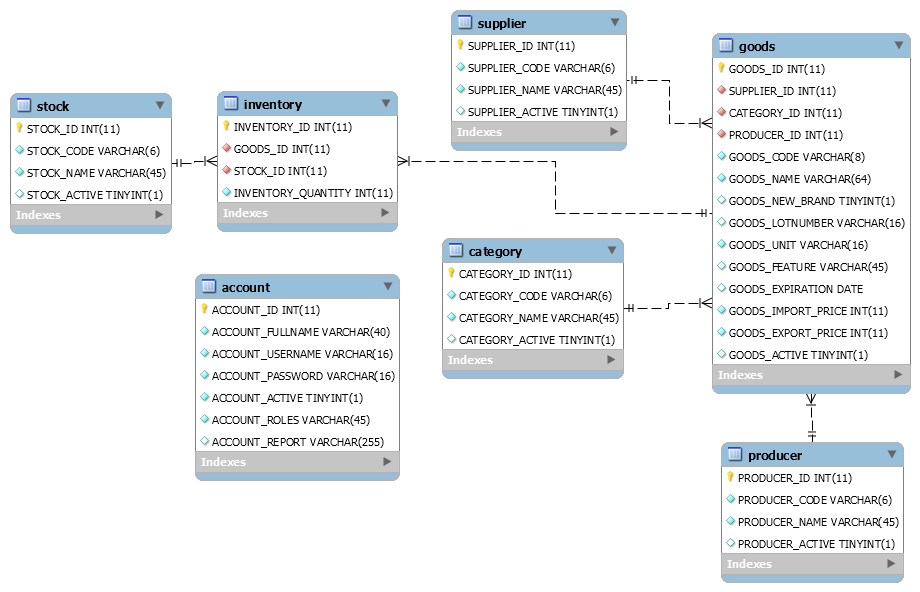 stock
STOCK_ID INT(11)
STOCK_CODE VARCHAR(6)
STOCK_NAME VARCHAR(45)
STOCK_ACTIVE TINYINT(1)
Indexes
inventory
INVENTORY_ID INT(11)
GOODS_ID INT(11)
STOCK_ID INT(11)
INVENTORY_QUANTITY INT(11)
Indexes
supplier
SUPPLIER_ID INT(11)
SUPPLIER_CODE VARCHAR(6)
SUPPLIER_NAME VARCHAR(45)
SUPPLIER_ACTIVE TINYINT(1)
Indexes
goods
GOODS_ID INT(11)
SUPPLIER_ID INT(11)
CATEGORY_ID INT(11)
PRODUCER_ID INT(11)
GOODS_CODE VARCHAR(8)
GOODS_NAME VARCHAR(64)
GOODS_NEW_BRAND TINYINT(1)
GOODS_LOTNUMBER VARCHAR(16)
GOODS_UNIT VARCHAR(16)
GOODS_FEATURE VARCHAR(45)
GOODS_EXPIRATION DATE
GOODS_IMPORT_PRICE INT(11)
GOODS_EXPORT_PRICE INT(11)
GOODS_ACTIVE TINYINT(1)
Indexes
account
ACCOUNT_ID INT(11)
ACCOUNT_FULLNAME VARCHAR(40)
ACCOUNT_USERNAME VARCHAR(16)
ACCOUNT_PASSWORD VARCHAR(16)
ACCOUNT_ACTIVE TINYINT(1)
ACCOUNT_ROLES VARCHAR(45)
ACCOUNT_REPORT VARCHAR(255)
Indexes
category
CATEGORY_ID INT(11)
CATEGORY_CODE VARCHAR(6)
CATEGORY_NAME VARCHAR(45)
CATEGORY_ACTIVE TINYINT(1)
Indexes
producer
PRODUCER_ID INT(11)
PRODUCER_CODE VARCHAR(6)
PRODUCER_NAME VARCHAR(45)
PRODUCER_ACTIVE TINYINT(1)
Indexes